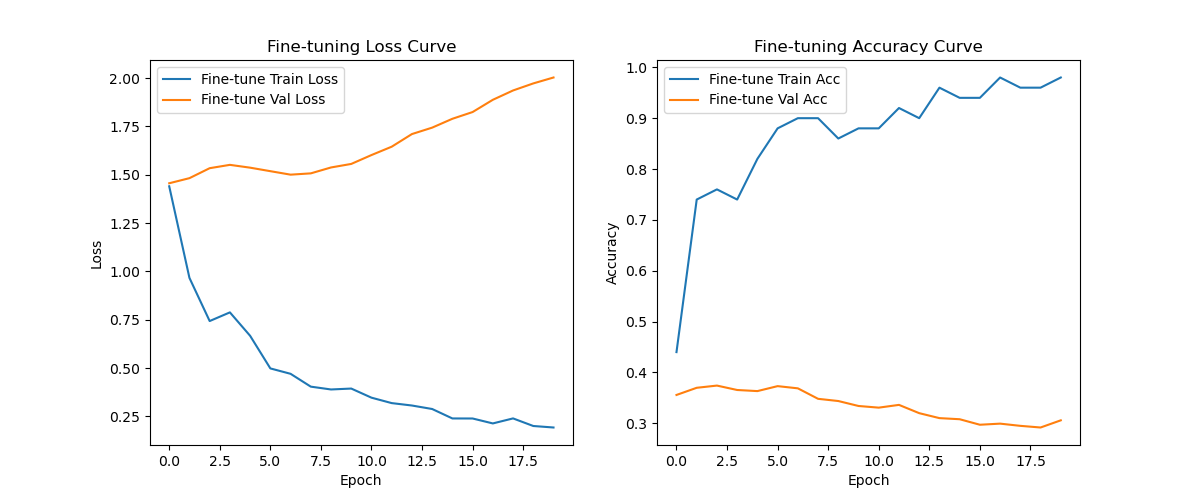 Fine-tuning Loss Curve
Fine-tune Train Loss
Fine-tune Val Loss
2.00
1.75
1.50
1.25
1.00
0.75
0.50
0.25
Loss
0.0 2.5 5.0 7.5 10.0 12.5 15.0 17.5
Epoch
Fine-tuning Accuracy Curve
Fine-tune Train Acc
Fine-tune Val Acc
1.0
0.9
0.8
0.7
0.6
0.5
0.4
0.3
Accuracy
0.0 2.5 5.0 7.5 10.0 12.5 15.0 17.5
Epoch